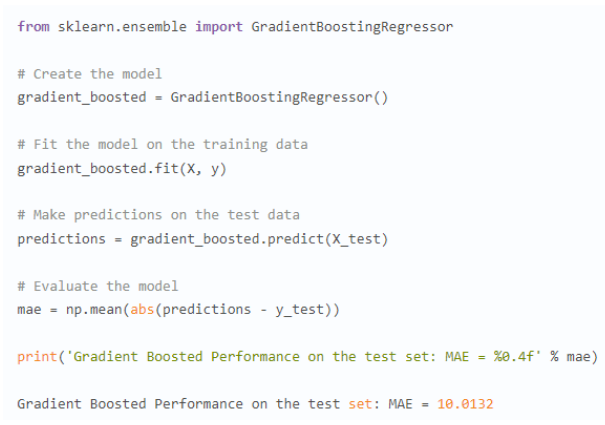 from sklearn.ensemble import GradientBoostingRegressor
# Create the model
gradient_boosted = GradientBoostingRegressor()
# Fit the model on the training data
gradient_boosted.fit(X, y)
# Make predictions on the test data
predictions = gradient_boosted.predict(X_test)
# Evaluate the model
mae = np.mean(abs(predictions - y_test))
print('Gradient Boosted Performance on the test set: MAE = %0.4f' % mae)
Gradient Boosted Performance on the test set: MAE = 10.0132